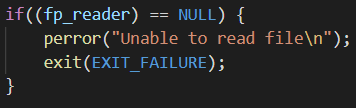 if((fp_reader) == NULL) {
    perror("Unable to read file\n");
    exit(EXIT_FAILURE);
}